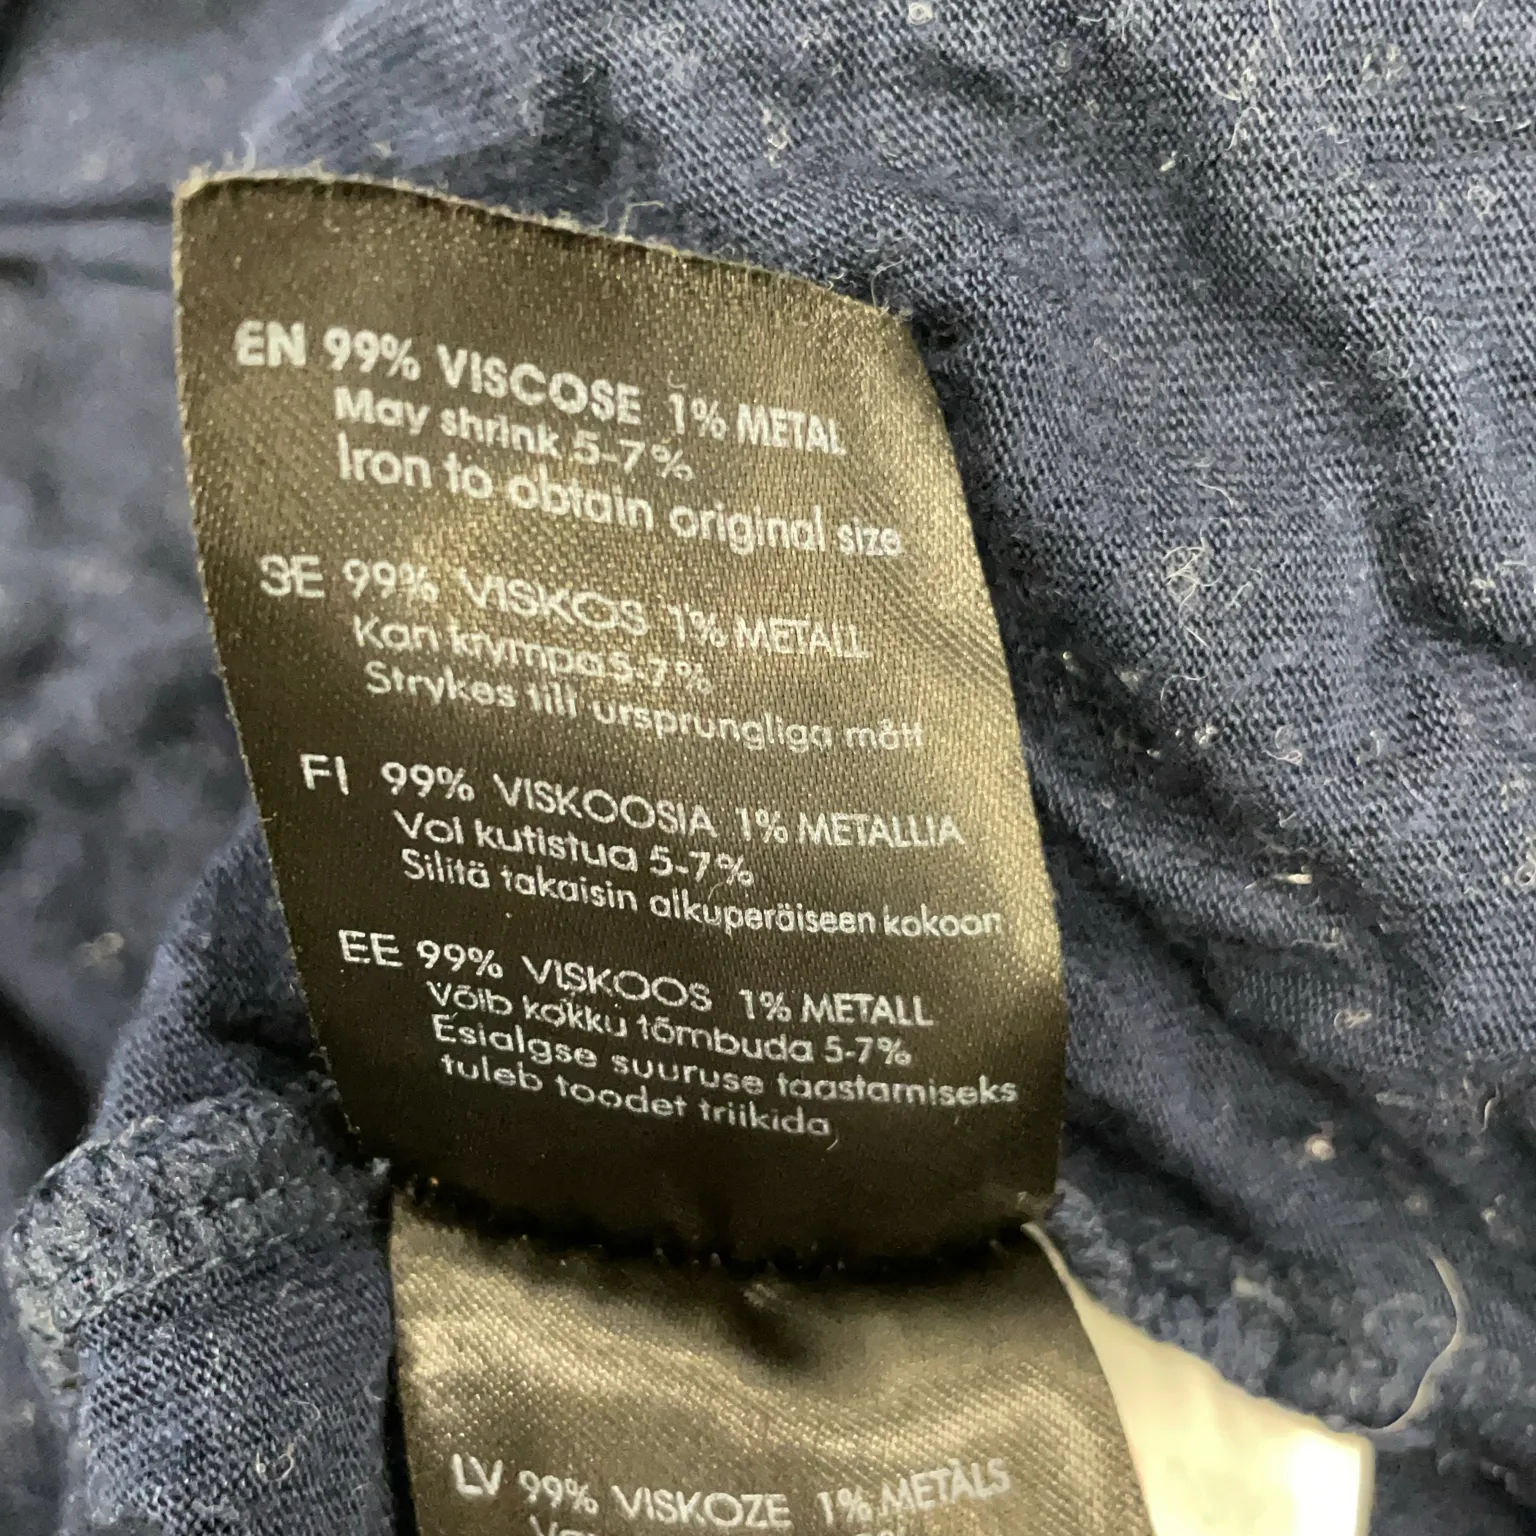 EN 99% VISCOSE 1% METAL
May shrink 5-7%
Iron to obtain original size
SE 99% VISKOS 1% METALL
Kan krympa 5-7%
Strykes till ursprungliga mått
FI 99% VISKOOSIA 1% METALLIA
Voi kutistua 5-7%
Silitä takaisin alkuperäiseen kokoon
EE 99% VISKOOS 1% METALL
Võib kokku tõmbuda 5-7%
Esialgse suuruse taastamiseks
tuleb toodet triikida
LV 99% VISKOZE 1% METĀLS